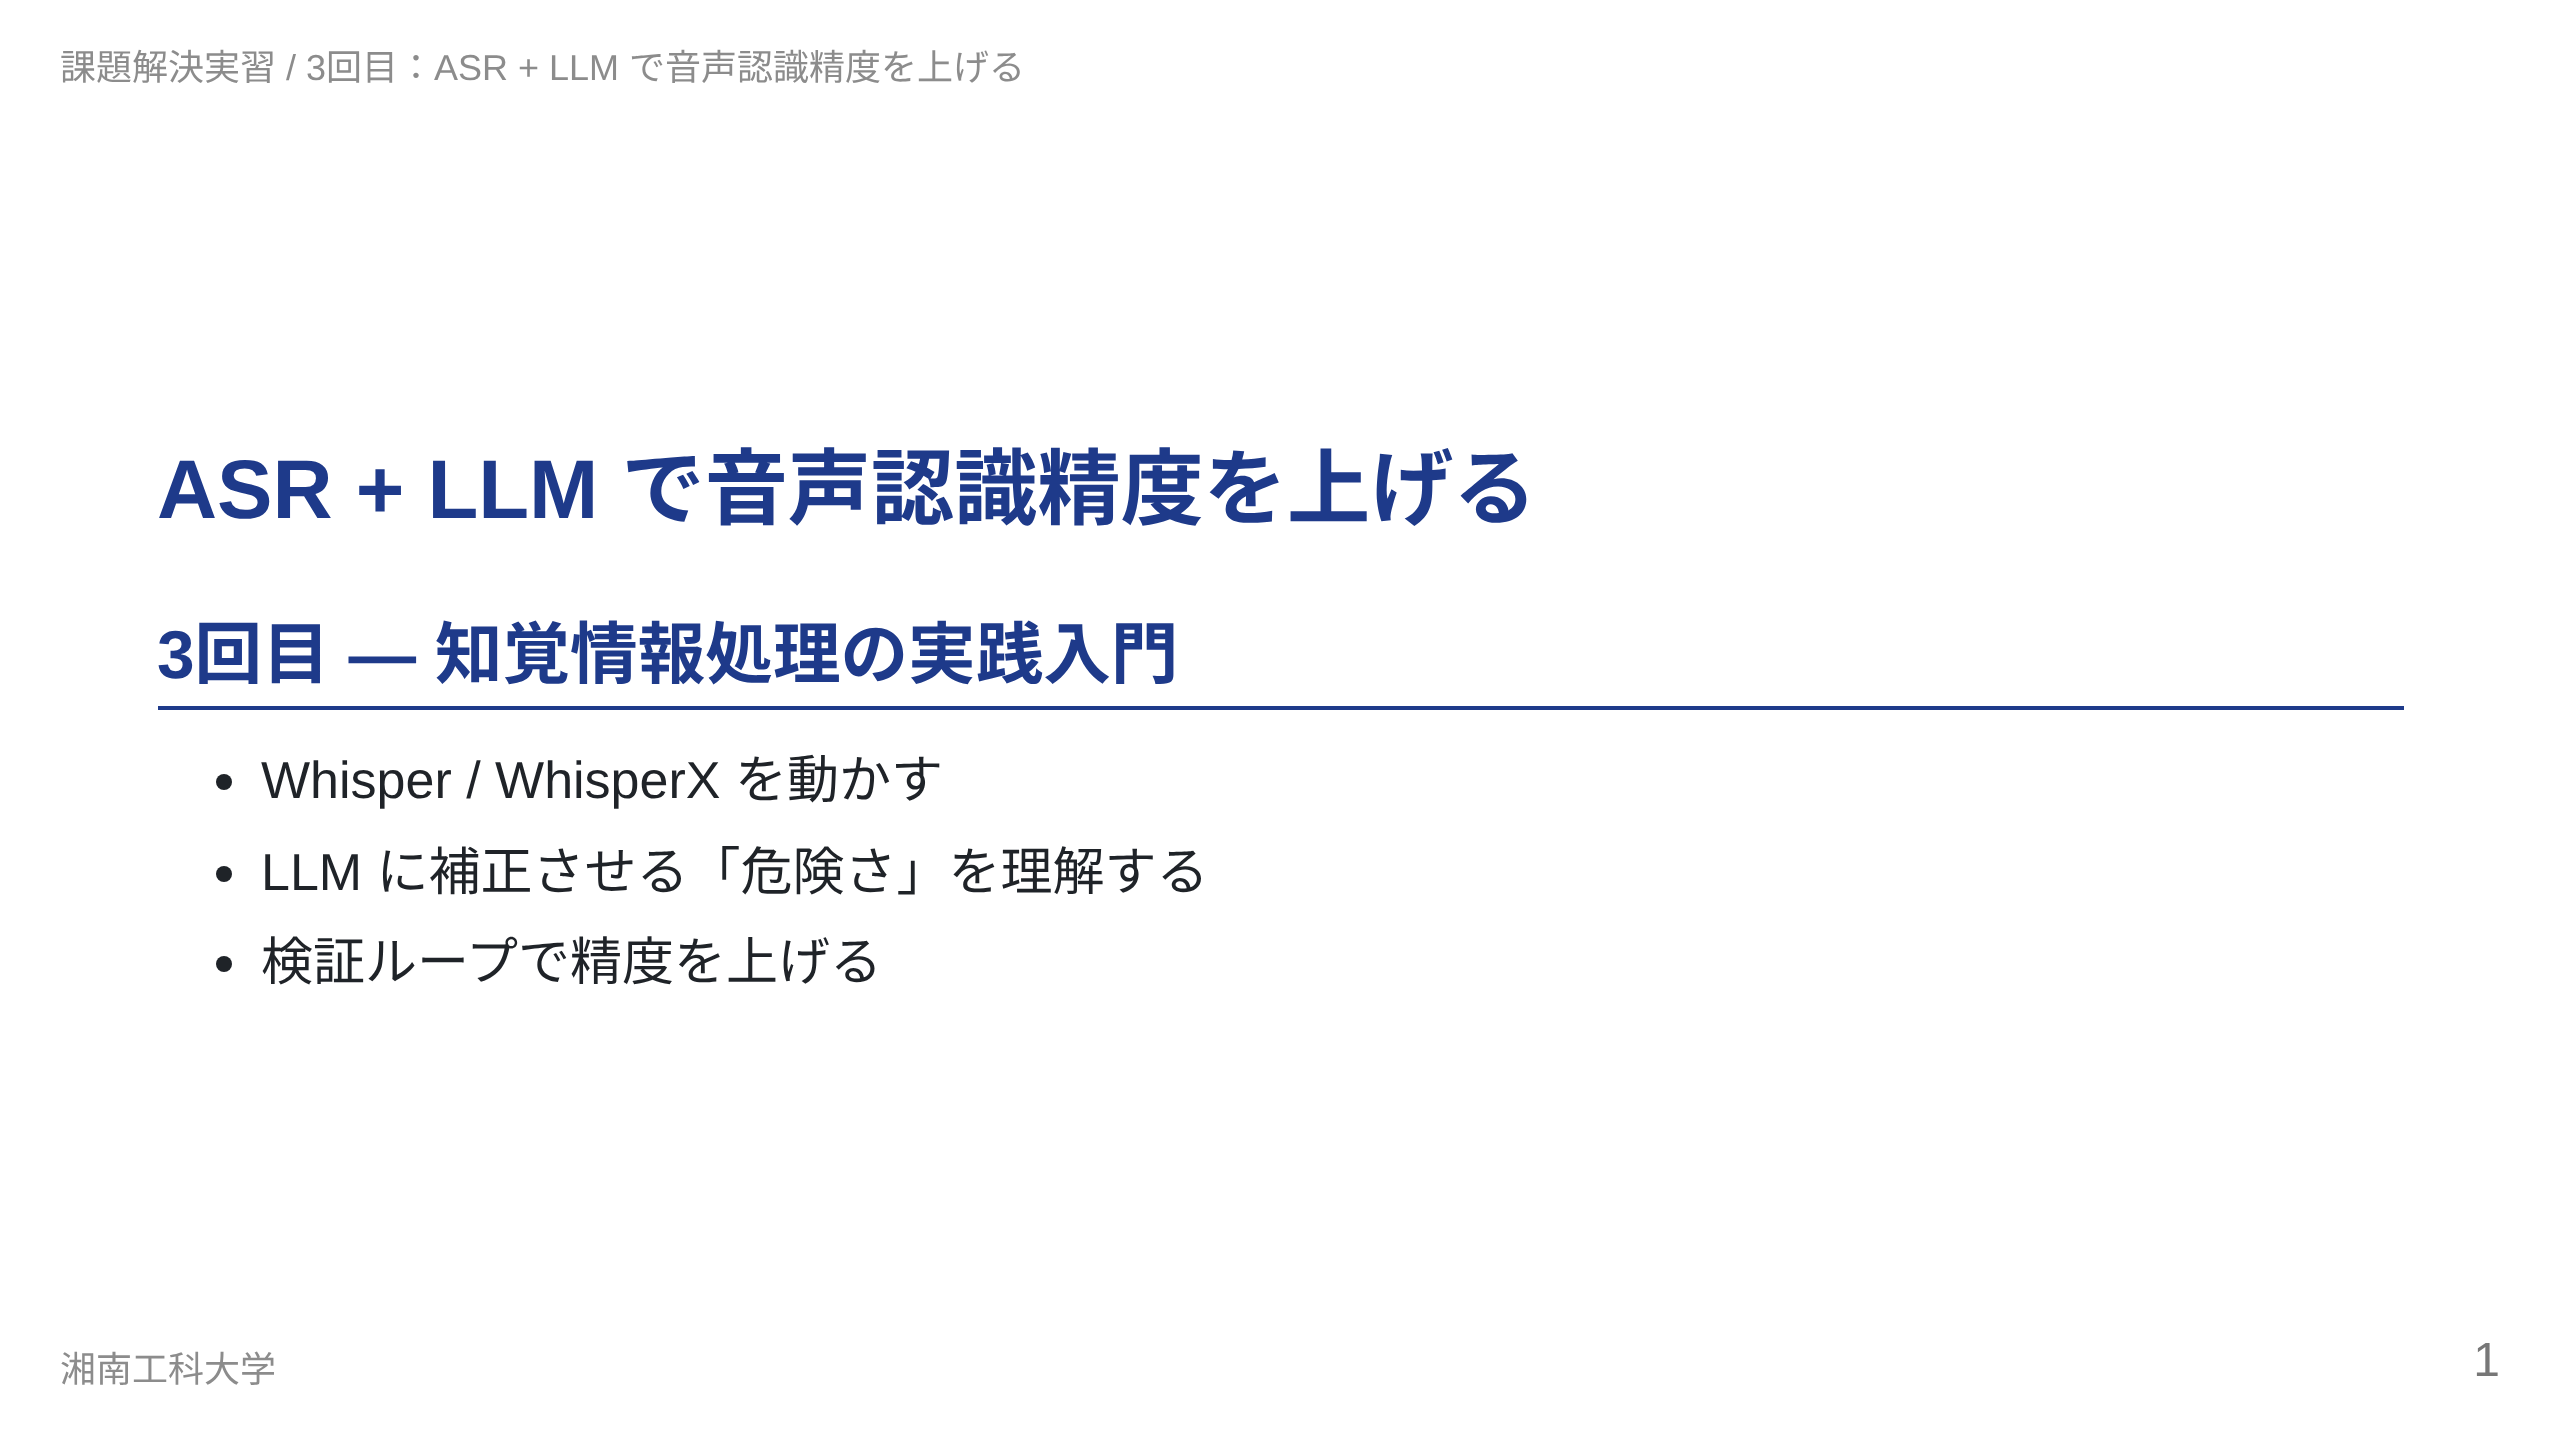 課題解決実習 / 3回目：ASR + LLM で音声認識精度を上げる
ASR + LLM で音声認識精度を上げる
3回目 — 知覚情報処理の実践入門
• Whisper / WhisperX を動かす
• LLM に補正させる「危険さ」を理解する
• 検証ループで精度を上げる
湘南工科大学
1